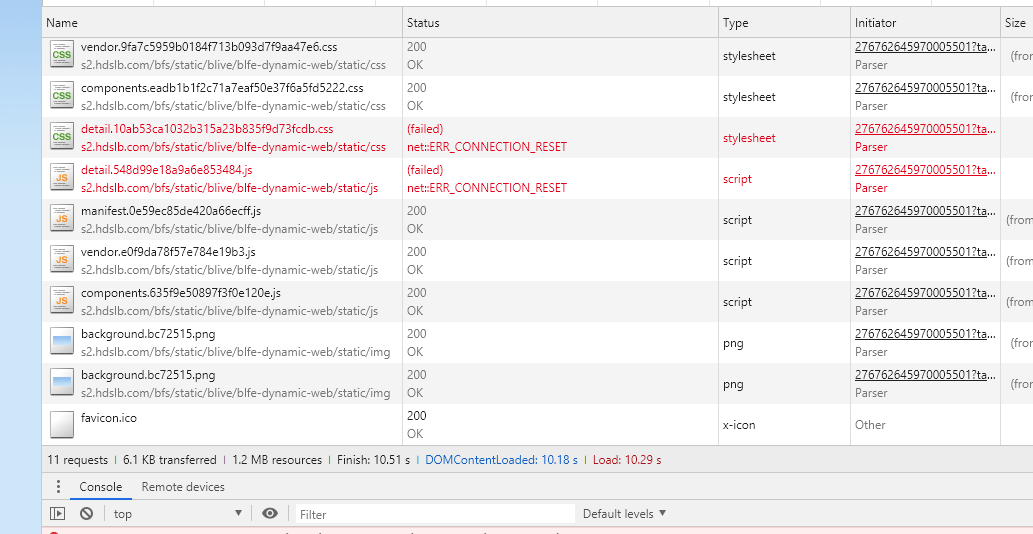 Name Status Type Initiator Size
vendor.9fa7c5959b0184f713b093d7f9aa47e6.css 200 276762645970005501?ta...
s2.hdslb.com/bfs/static/blive/blfe-dynamic-web/static/css OK stylesheet Parser (fror
components.eadb1b1f2c71a7eaf50e37f6a5fd5222.css 200 276762645970005501?ta...
s2.hdslb.com/bfs/static/blive/blfe-dynamic-web/static/css OK stylesheet Parser (fror
detail.10ab53ca1032b315a23b835f9d73fcdb.css (failed) 276762645970005501?ta...
s2.hdslb.com/bfs/static/blive/blfe-dynamic-web/static/css net::ERR_CONNECTION_RESET stylesheet Parser
detail.548d99e18a9a6e853484.js (failed) 276762645970005501?ta...
s2.hdslb.com/bfs/static/blive/blfe-dynamic-web/static/js net::ERR_CONNECTION_RESET script Parser
manifest.0e59ec85de420a66ecff.js 200 276762645970005501?ta...
s2.hdslb.com/bfs/static/blive/blfe-dynamic-web/static/js OK script Parser (from
vendor.e0f9da78f57e784e19b3.js 200 276762645970005501?ta...
s2.hdslb.com/bfs/static/blive/blfe-dynamic-web/static/js OK script Parser (from
components.635f9e50897f3f0e120e.js 200 276762645970005501?ta...
s2.hdslb.com/bfs/static/blive/blfe-dynamic-web/static/js OK script Parser (from
background.bc72515.png 200 276762645970005501?ta...
s2.hdslb.com/bfs/static/blive/blfe-dynamic-web/static/img OK png Parser (fror
background.bc72515.png 200 276762645970005501?ta...
s2.hdslb.com/bfs/static/blive/blfe-dynamic-web/static/img OK png Parser (fror
favicon.ico 200
OK x-icon Other
11 requests | 6.1 KB transferred | 1.2 MB resources | Finish: 10.51 s | DOMContentLoaded: 10.18 s | Load: 10.29 s
Console Remote devices
top Filter Default levels